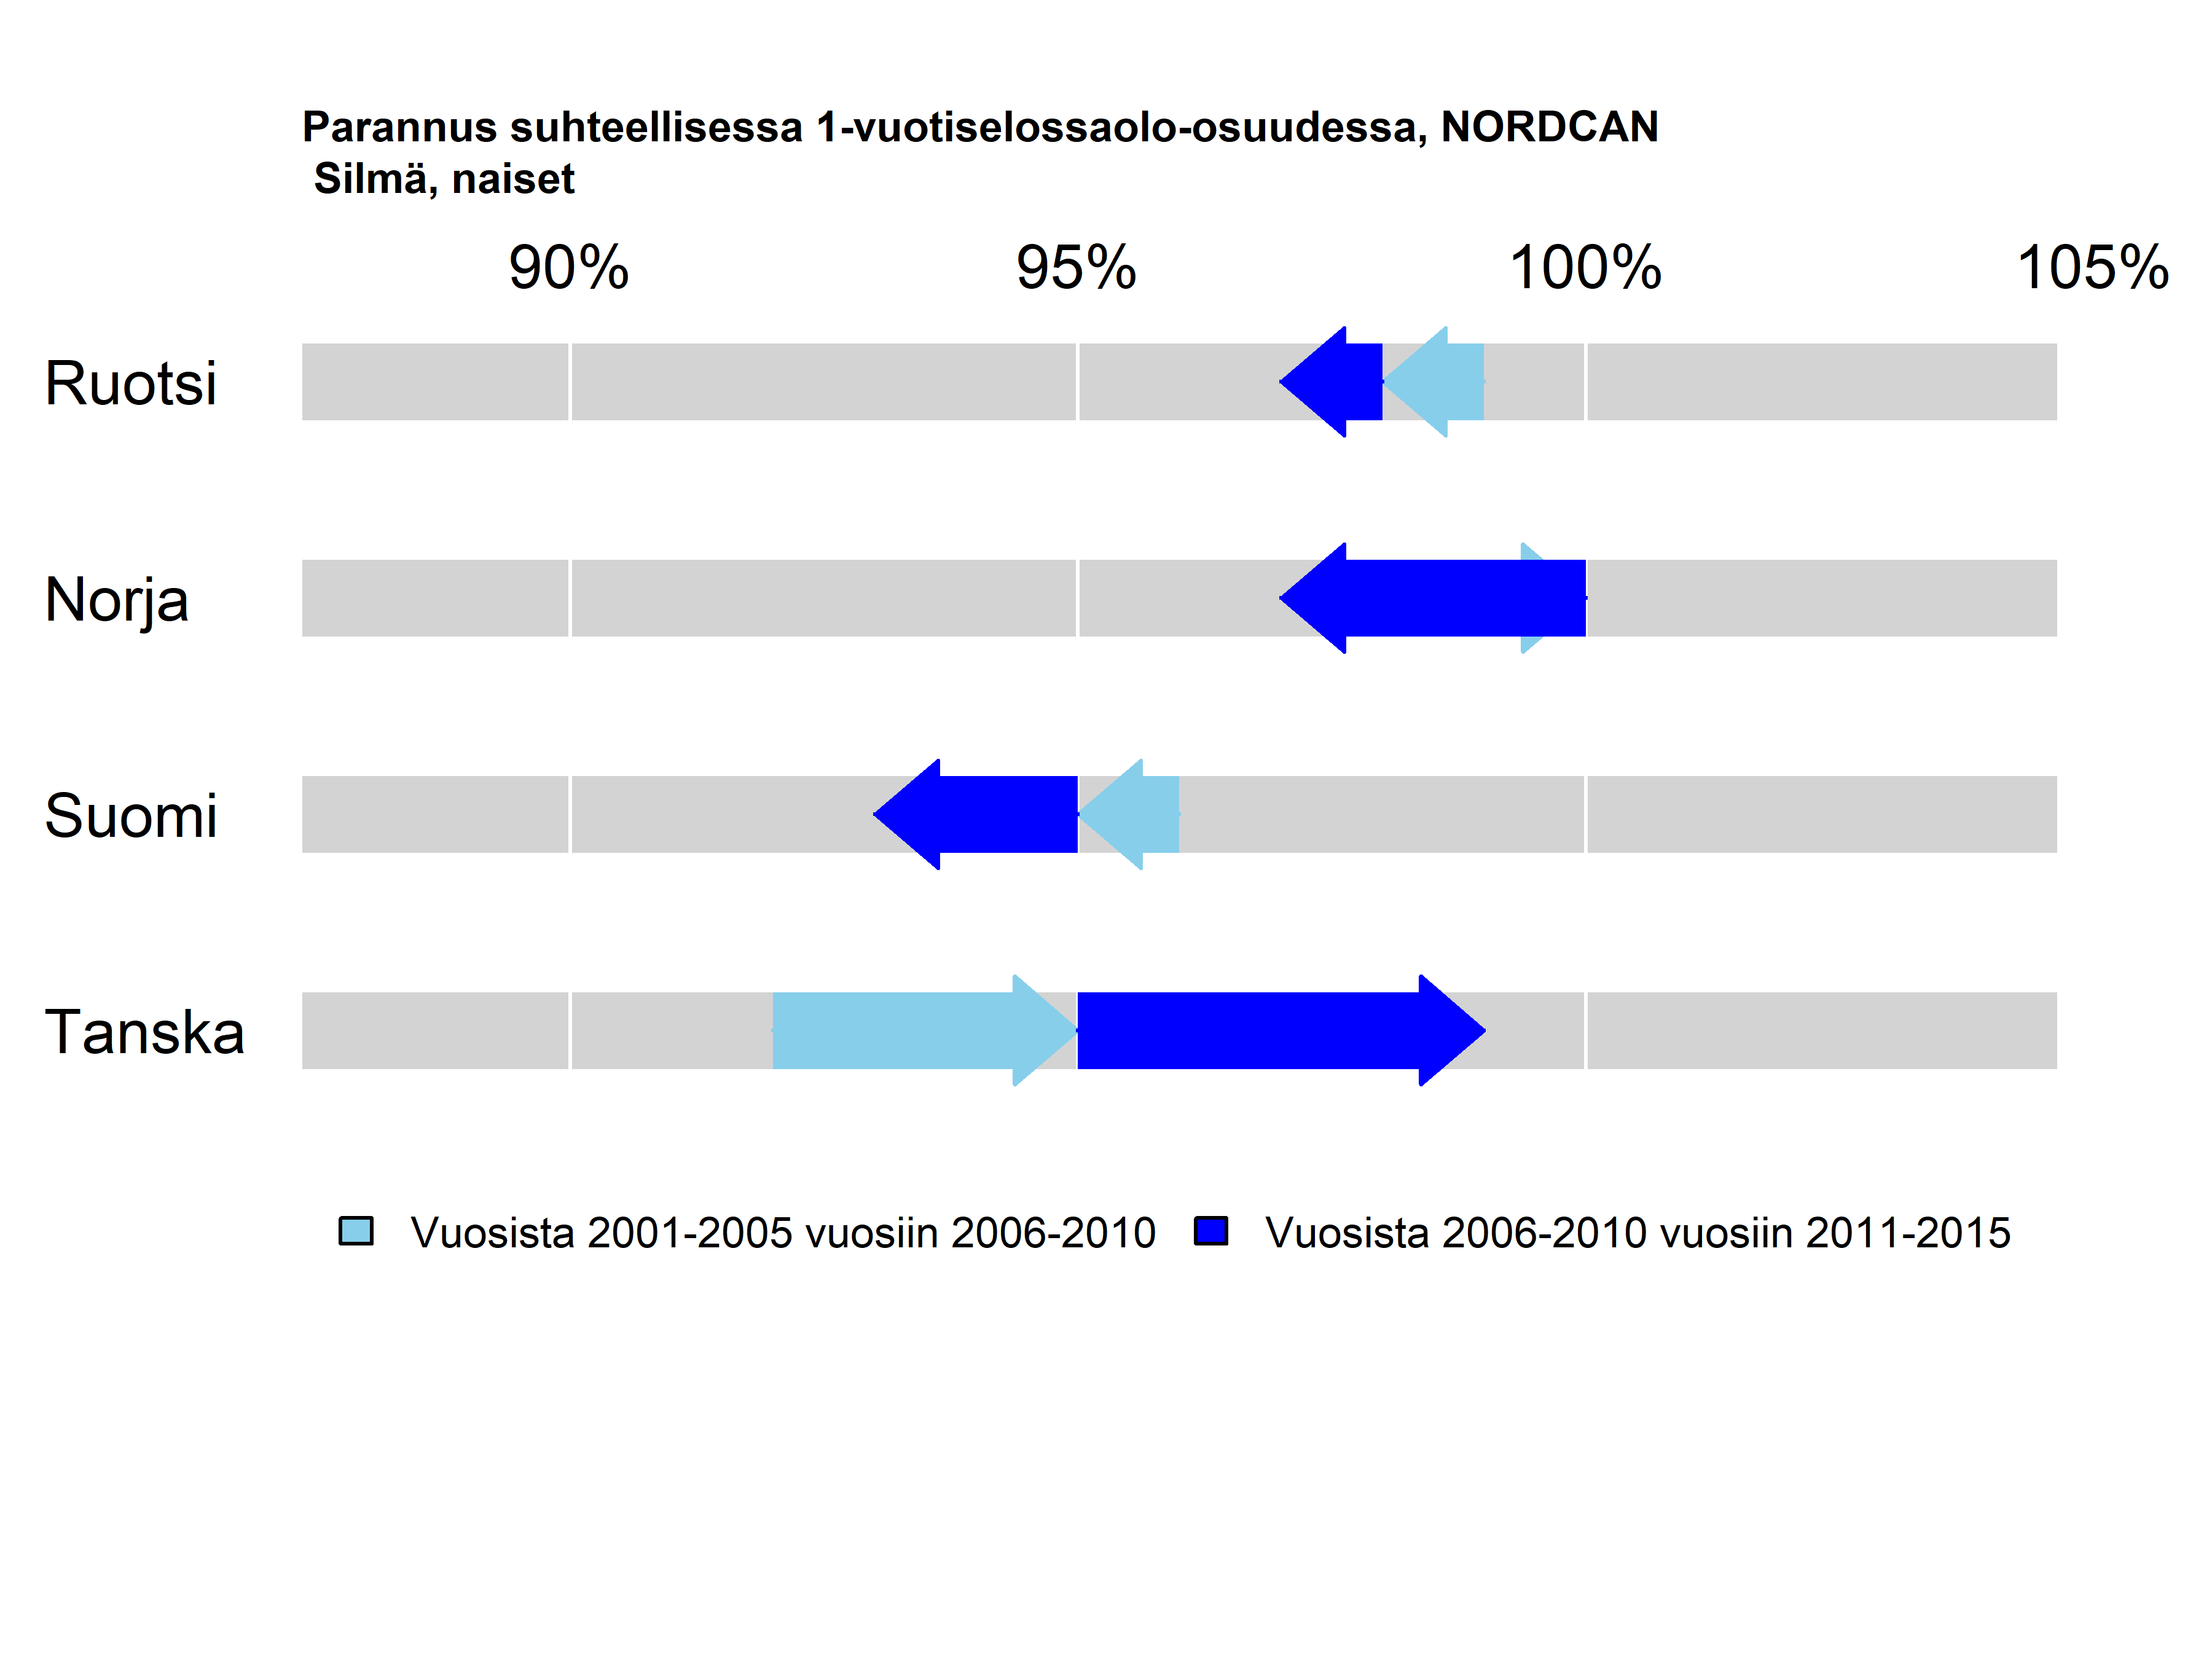 Parannus suhteellisessa 1-vuotiselossaolo-osuudessa, NORDCAN
Silmä, naiset
90% 95% 100% 105%
Ruotsi
Norja
Suomi
Tanska
Vuosista 2001-2005 vuosiin 2006-2010 Vuosista 2006-2010 vuosiin 2011-2015